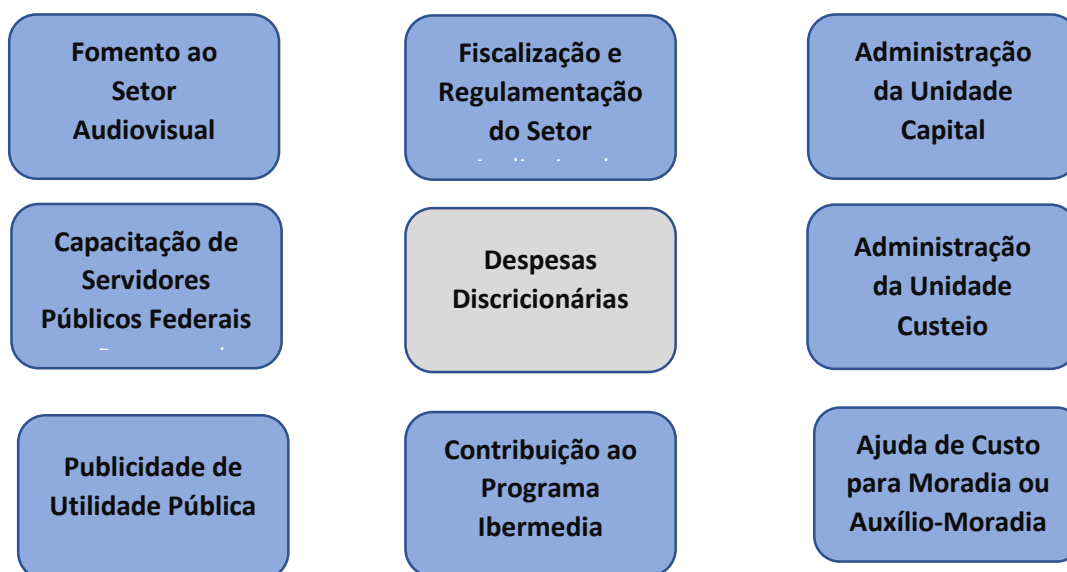 Fomento ao
Setor
Audiovisual
Fiscalização e
Regulamentação
do Setor
Administração
da Unidade
Capital
Capacitação de
Servidores
Públicos Federais
Despesas
Discricionárias
Administração
da Unidade
Custeio
Publicidade de
Utilidade Pública
Contribuição ao
Programa
Ibermedia
Ajuda de Custo
para Moradia ou
Auxílio-Moradia